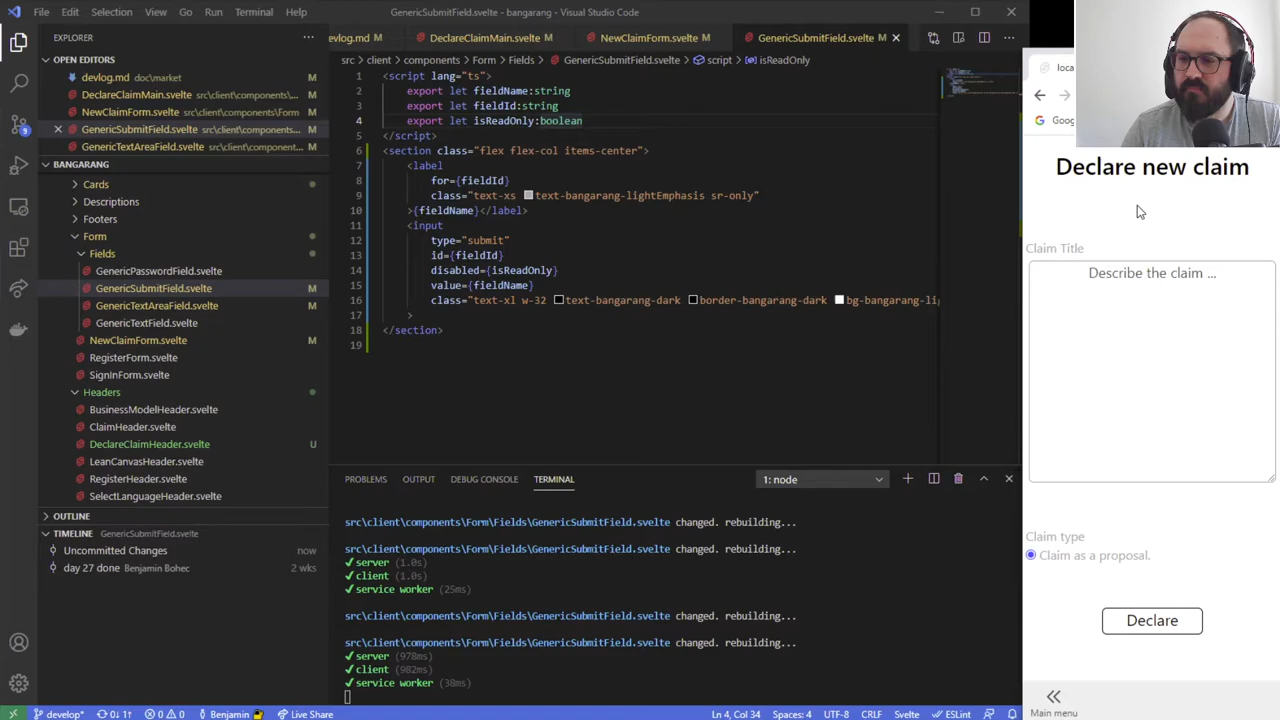 File Edit Selection View Go Run Terminal Help
GenericSubmitField.svelte - bangarang - Visual Studio Code
EXPLORER
OPEN EDITORS
devlog.md doc\market M
DeclareClaimMain.svelte src\client\components... M
NewClaimForm.svelte src\client\components\Form M
GenericSubmitField.svelte src\client\components... M
GenericTextAreaField.svelte src\client\component... M
BANGARANG
Cards
Descriptions
Footers
Form
Fields
GenericPasswordField.svelte
GenericSubmitField.svelte M
GenericTextAreaField.svelte M
GenericTextField.svelte
NewClaimForm.svelte M
RegisterForm.svelte
SignInForm.svelte
Headers
BusinessModelHeader.svelte
ClaimHeader.svelte
DeclareClaimHeader.svelte U
LeanCanvasHeader.svelte
RegisterHeader.svelte
SelectLanguageHeader.svelte
OUTLINE
TIMELINE GenericSubmitField.svelte
Uncommitted Changes now
day 27 done Benjamin Bohec 2 wks
evlog.md M DeclareClaimMain.svelte M NewClaimForm.svelte M GenericSubmitField.svelte M
src > client > components > Form > Fields > GenericSubmitField.svelte > script > isReadOnly
1 <script lang="ts">
2 export let fieldName:string
3 export let fieldId:string
4 export let isReadOnly:boolean
5 </script>
6 <section class="flex flex-col items-center">
7 <label
8 for={fieldId}
9 class="text-xs text-bangarang-lightEmphasis sr-only"
10 >{fieldName}</label>
11 <input
12 type="submit"
13 id={fieldId}
14 disabled={isReadOnly}
15 value={fieldName}
16 class="text-xl w-32 text-bangarang-dark border-bangarang-dark bg-bangarang-li
17 >
18 </section>
19
PROBLEMS OUTPUT DEBUG CONSOLE TERMINAL 1: node
src\client\components\Form\Fields\GenericSubmitField.svelte changed. rebuilding...
src\client\components\Form\Fields\GenericSubmitField.svelte changed. rebuilding...
✔server (1.0s)
✔client (1.0s)
✔service worker (25ms)
src\client\components\Form\Fields\GenericSubmitField.svelte changed. rebuilding...
src\client\components\Form\Fields\GenericSubmitField.svelte changed. rebuilding...
✔server (978ms)
✔client (982ms)
✔service worker (38ms)
loca
Goog
Declare new claim
Claim Title
Describe the claim ...
Claim type
Claim as a proposal.
Declare
Main menu
9
develop* 0↓ 1↑ 0 0 Benjamin Live Share Ln 4, Col 34 Spaces: 4 UTF-8 CRLF Svelte ESLint